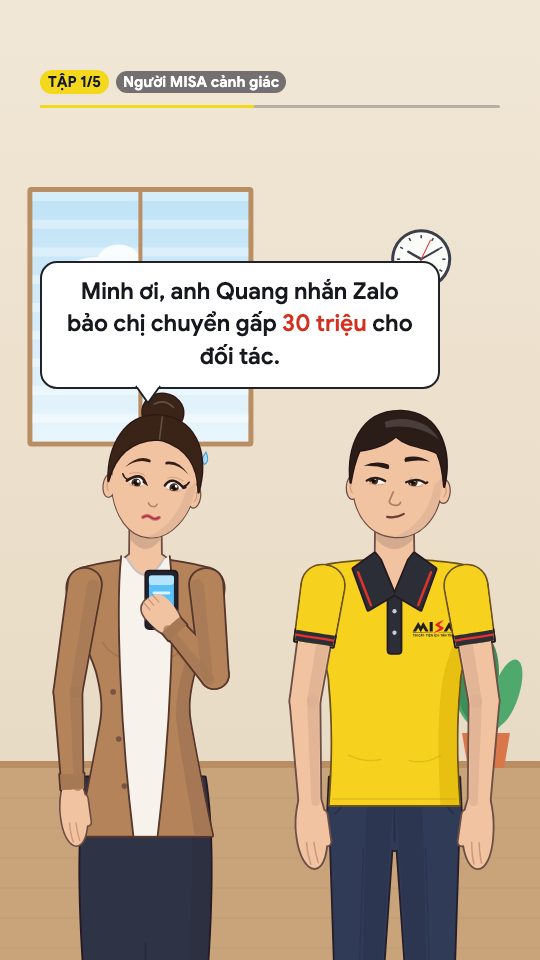 TẬP 1/5
Người MISA cảnh giác
Minh ơi, anh Quang nhắn Zalo
bảo chị chuyển gấp 30 triệu cho
đối tác.
MISA